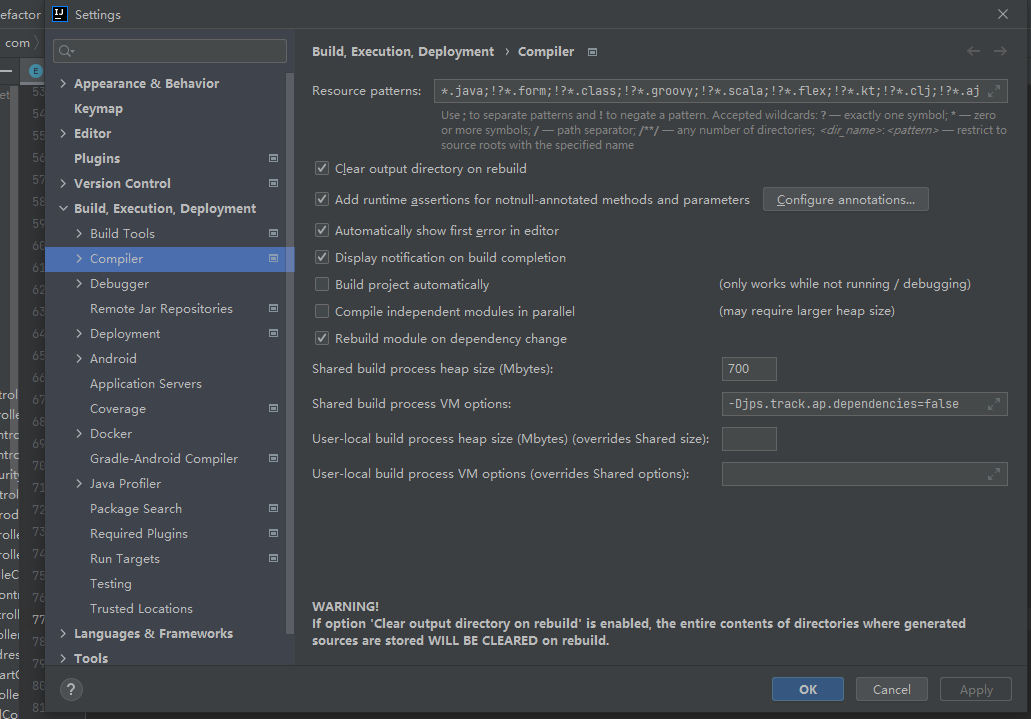 efactor
Settings
com
Build, Execution, Deployment › Compiler
Appearance & Behavior
Keymap
Editor
Plugins
Version Control
Build, Execution, Deployment
Build Tools
Compiler
Debugger
Remote Jar Repositories
Deployment
Android
Application Servers
Coverage
Docker
Gradle-Android Compiler
Java Profiler
Package Search
Required Plugins
Run Targets
Testing
Trusted Locations
Languages & Frameworks
Tools
Resource patterns: *.java;!?*.form;!?*.class;!?*.groovy;!?*.scala;!?*.flex;!?*.kt;!?*.clj;!?*.aj
Use ; to separate patterns and ! to negate a pattern. Accepted wildcards: ? — exactly one symbol; * — zero
or more symbols; / — path separator; /**/ — any number of directories; <dir_name>:<pattern> — restrict to
source roots with the specified name
Clear output directory on rebuild
Add runtime assertions for notnull-annotated methods and parameters Configure annotations...
Automatically show first error in editor
Display notification on build completion
Build project automatically (only works while not running / debugging)
Compile independent modules in parallel (may require larger heap size)
Rebuild module on dependency change
Shared build process heap size (Mbytes): 700
Shared build process VM options: -Djps.track.ap.dependencies=false
User-local build process heap size (Mbytes) (overrides Shared size):
User-local build process VM options (overrides Shared options):
WARNING!
If option 'Clear output directory on rebuild' is enabled, the entire contents of directories where generated
sources are stored WILL BE CLEARED on rebuild.
?
OK
Cancel
Apply